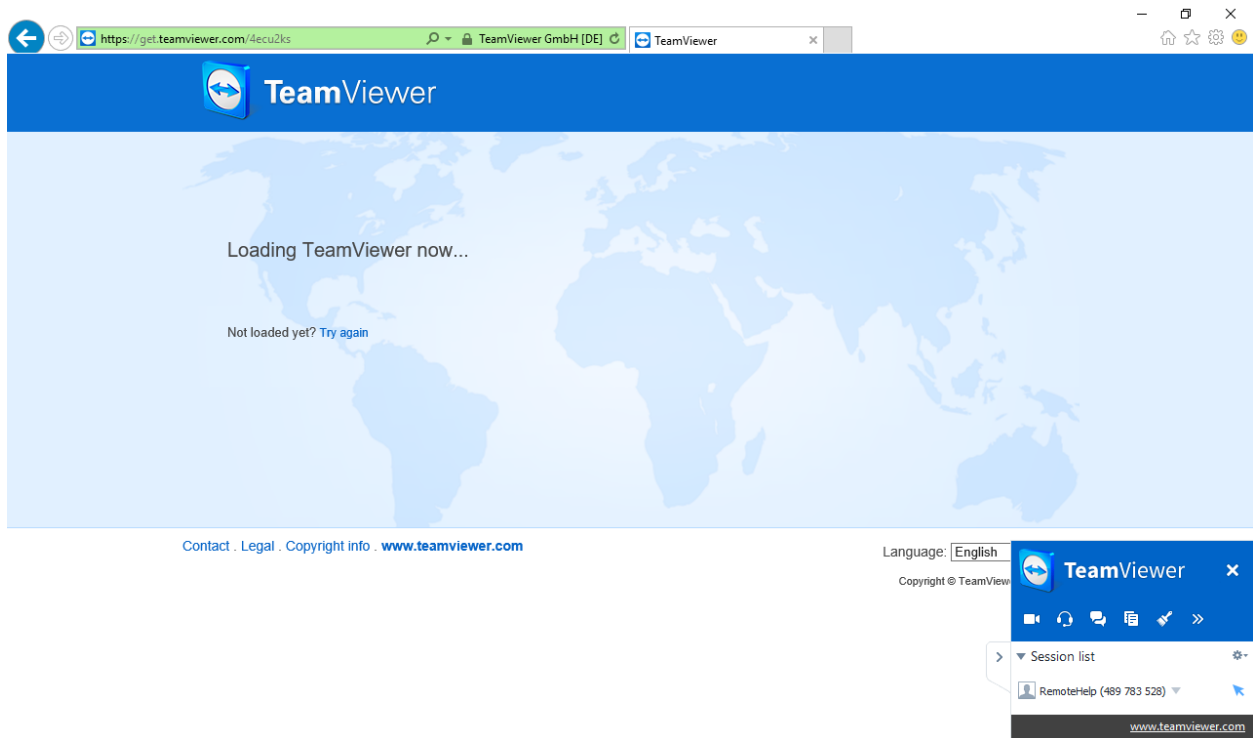 https://get.teamviewer.com/4ecu2ks
TeamViewer GmbH [DE]
TeamViewer
TeamViewer
Loading TeamViewer now...
Not loaded yet? Try again
Contact . Legal . Copyright info . www.teamviewer.com
Language: English
Copyright © TeamView
TeamViewer
Session list
RemoteHelp (489 783 528)
www.teamviewer.com